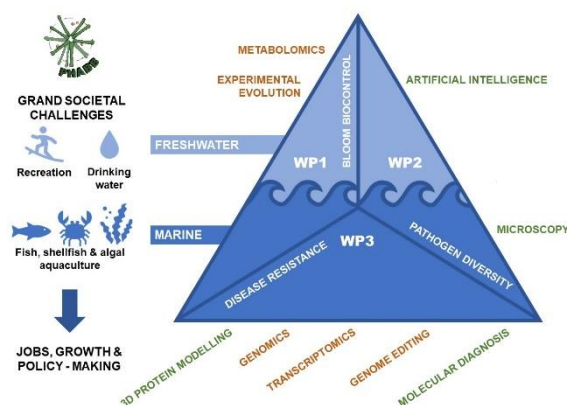 PHABB
GRAND SOCIETAL
CHALLENGES
Recreation
Drinking
water
Fish, shellfish & algal
aquaculture
JOBS, GROWTH &
POLICY - MAKING
METABOLOMICS
EXPERIMENTAL
EVOLUTION
ARTIFICIAL INTELLIGENCE
FRESHWATER
WP1
BLOOM BIOCONTROL
WP2
MARINE
WP3
DISEASE RESISTANCE
PATHOGEN DIVERSITY
MICROSCOPY
3D PROTEIN MODELLING
GENOMICS
TRANSCRIPTOMICS
GENOME EDITING
MOLECULAR DIAGNOSIS